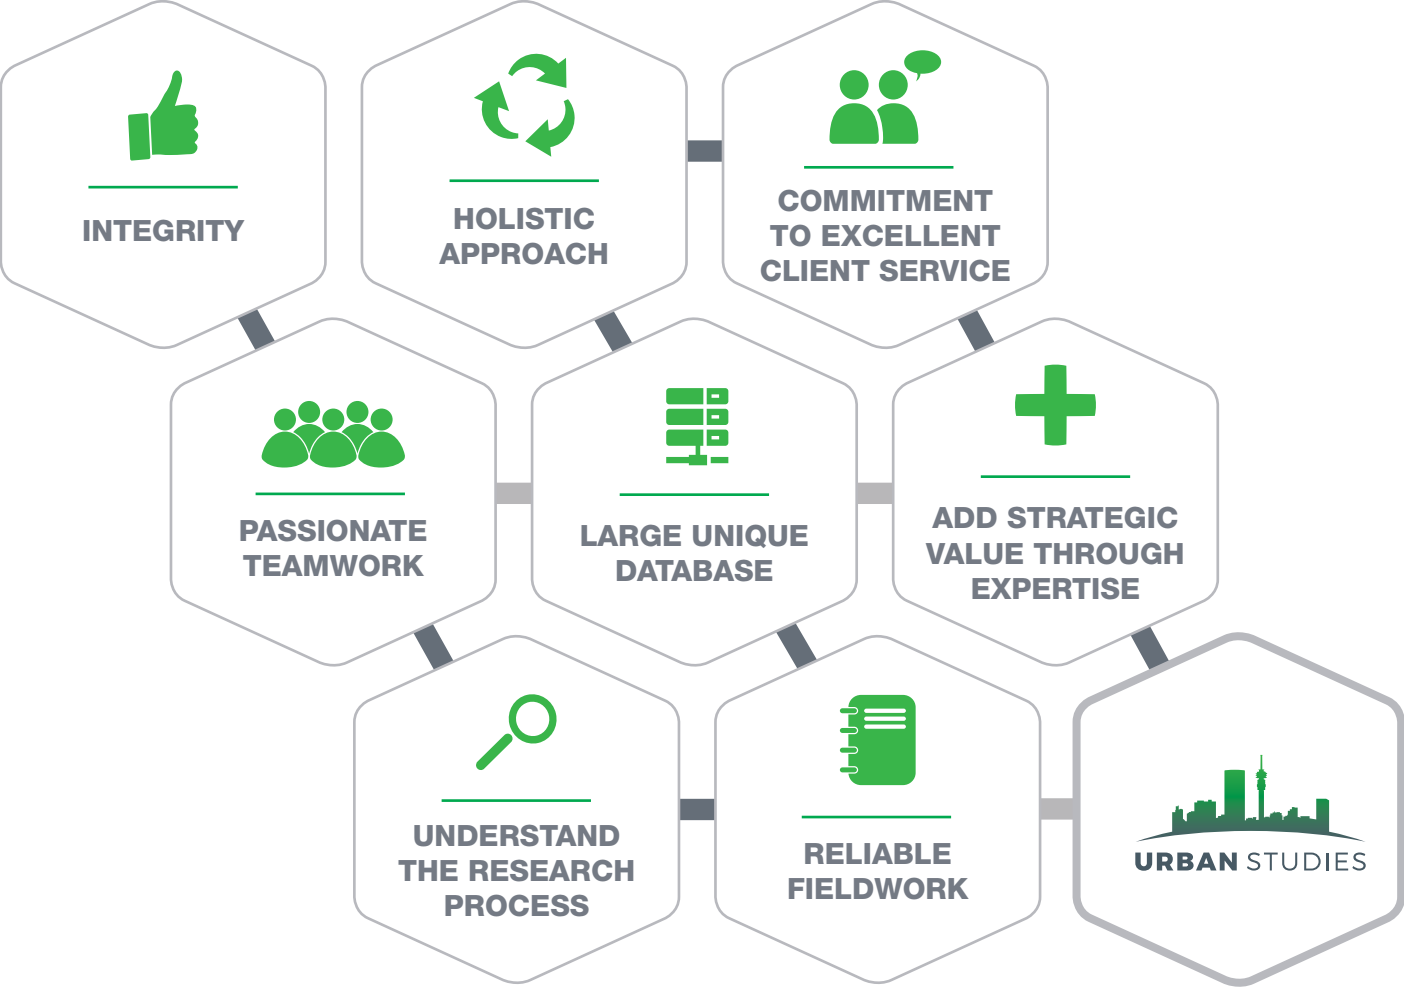 INTEGRITY
HOLISTIC
APPROACH
COMMITMENT
TO EXCELLENT
CLIENT SERVICE
PASSIONATE
TEAMWORK
LARGE UNIQUE
DATABASE
ADD STRATEGIC
VALUE THROUGH
EXPERTISE
UNDERSTAND
THE RESEARCH
PROCESS
RELIABLE
FIELDWORK
URBAN STUDIES